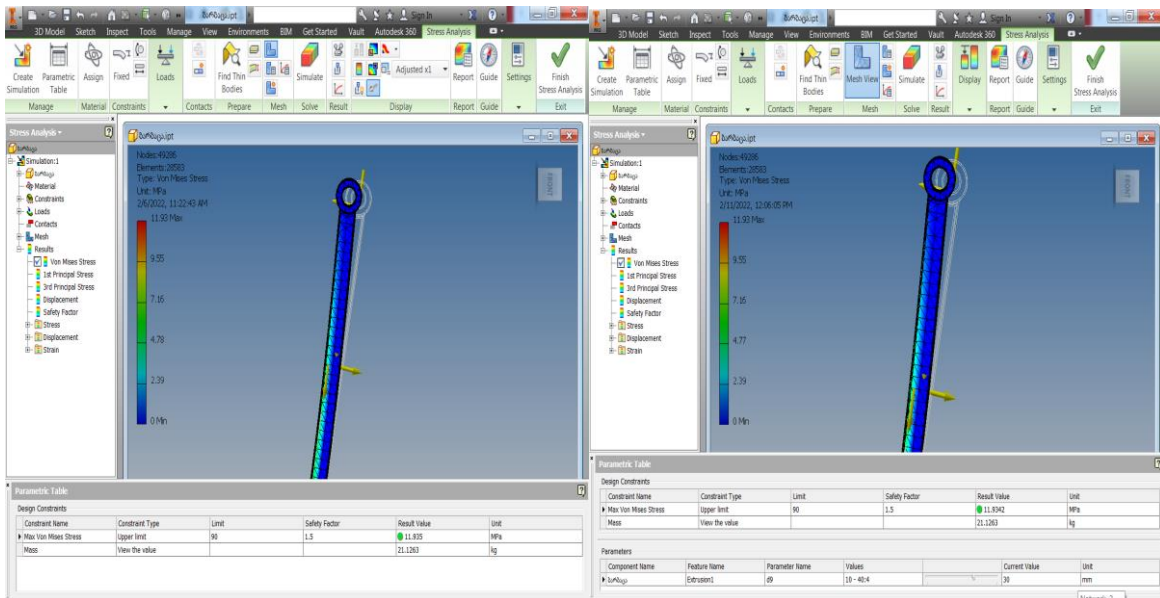 ბარბაცა.ipt
Sign In
3D Model Sketch Inspect Tools Manage View Environments BIM Get Started Vault Autodesk 360 Stress Analysis
Create Simulation
Parametric Table
Assign
Fixed
Loads
Find Thin Bodies
Simulate
Adjusted x1
Report
Guide
Settings
Finish Stress Analysis
Manage Material Constraints Contacts Prepare Mesh Solve Result Display Report Guide Exit
Stress Analysis
Simulation:1
Material
Constraints
Loads
Contacts
Mesh
Results
Von Mises Stress
1st Principal Stress
3rd Principal Stress
Displacement
Safety Factor
Stress
Displacement
Strain
Nodes:49286
Elements:28583
Type: Von Mises Stress
Unit: MPa
2/6/2022, 11:22:43 AM
11.93 Max
9.55
7.16
4.78
2.39
0 Min
FRONT
Parametric Table
Design Constraints
Constraint Name Constraint Type Limit Safety Factor Result Value Unit
Max Von Mises Stress Upper limit 90 1.5 11.935 MPa
Mass View the value 21.1263 kg
Sign In
3D Model Sketch Inspect Tools Manage View Environments BIM Get Started Vault Autodesk 360 Stress Analysis
Create Simulation
Parametric Table
Assign
Fixed
Loads
Find Thin Bodies
Mesh View
Simulate
Display
Report
Guide
Settings
Finish Stress Analysis
Manage Material Constraints Contacts Prepare Mesh Solve Result Report Guide Exit
Stress Analysis
Simulation:1
Material
Constraints
Loads
Contacts
Mesh
Results
Von Mises Stress
1st Principal Stress
3rd Principal Stress
Displacement
Safety Factor
Stress
Displacement
Strain
Nodes:49286
Elements:28583
Type: Von Mises Stress
Unit: MPa
2/11/2022, 12:06:05 PM
11.93 Max
9.55
7.16
4.77
2.39
0 Min
FRONT
Parametric Table
Design Constraints
Constraint Name Constraint Type Limit Safety Factor Result Value Unit
Max Von Mises Stress Upper limit 90 1.5 11.9342 MPa
Mass View the value 21.1263 kg
Parameters
Component Name Feature Name Parameter Name Values Current Value Unit
Extrusion1 d9 10 - 40:4 30 mm